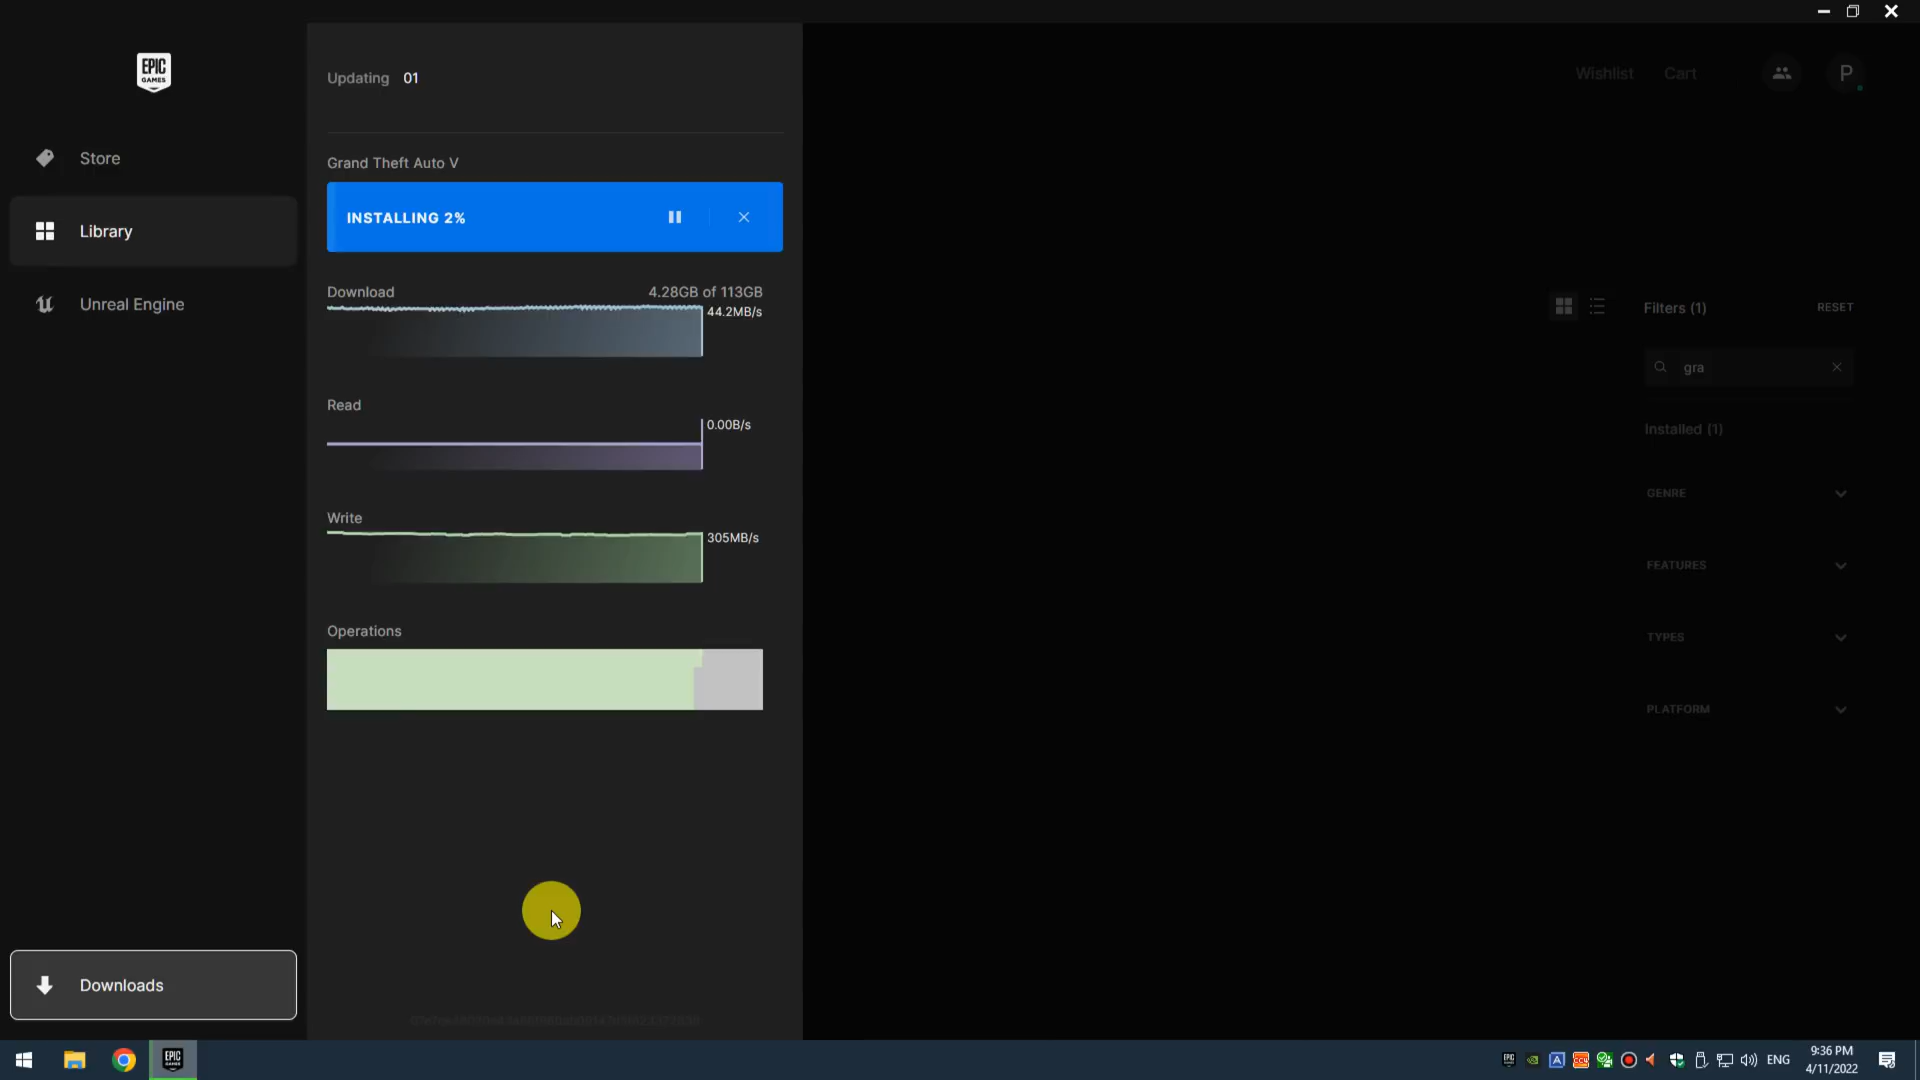 EPIC
GAMES
Store
Library
Unreal Engine
Downloads
Updating 01
Grand Theft Auto V
INSTALLING 2%
Download 4.28GB of 113GB
44.2MB/s
Read
0.00B/s
Write
305MB/s
Operations
Wishlist Cart P
Filters (1) RESET
gra
Installed (1)
GENRE
FEATURES
TYPES
PLATFORM
EPIC
GAMES
ENG
9:36 PM
4/11/2022